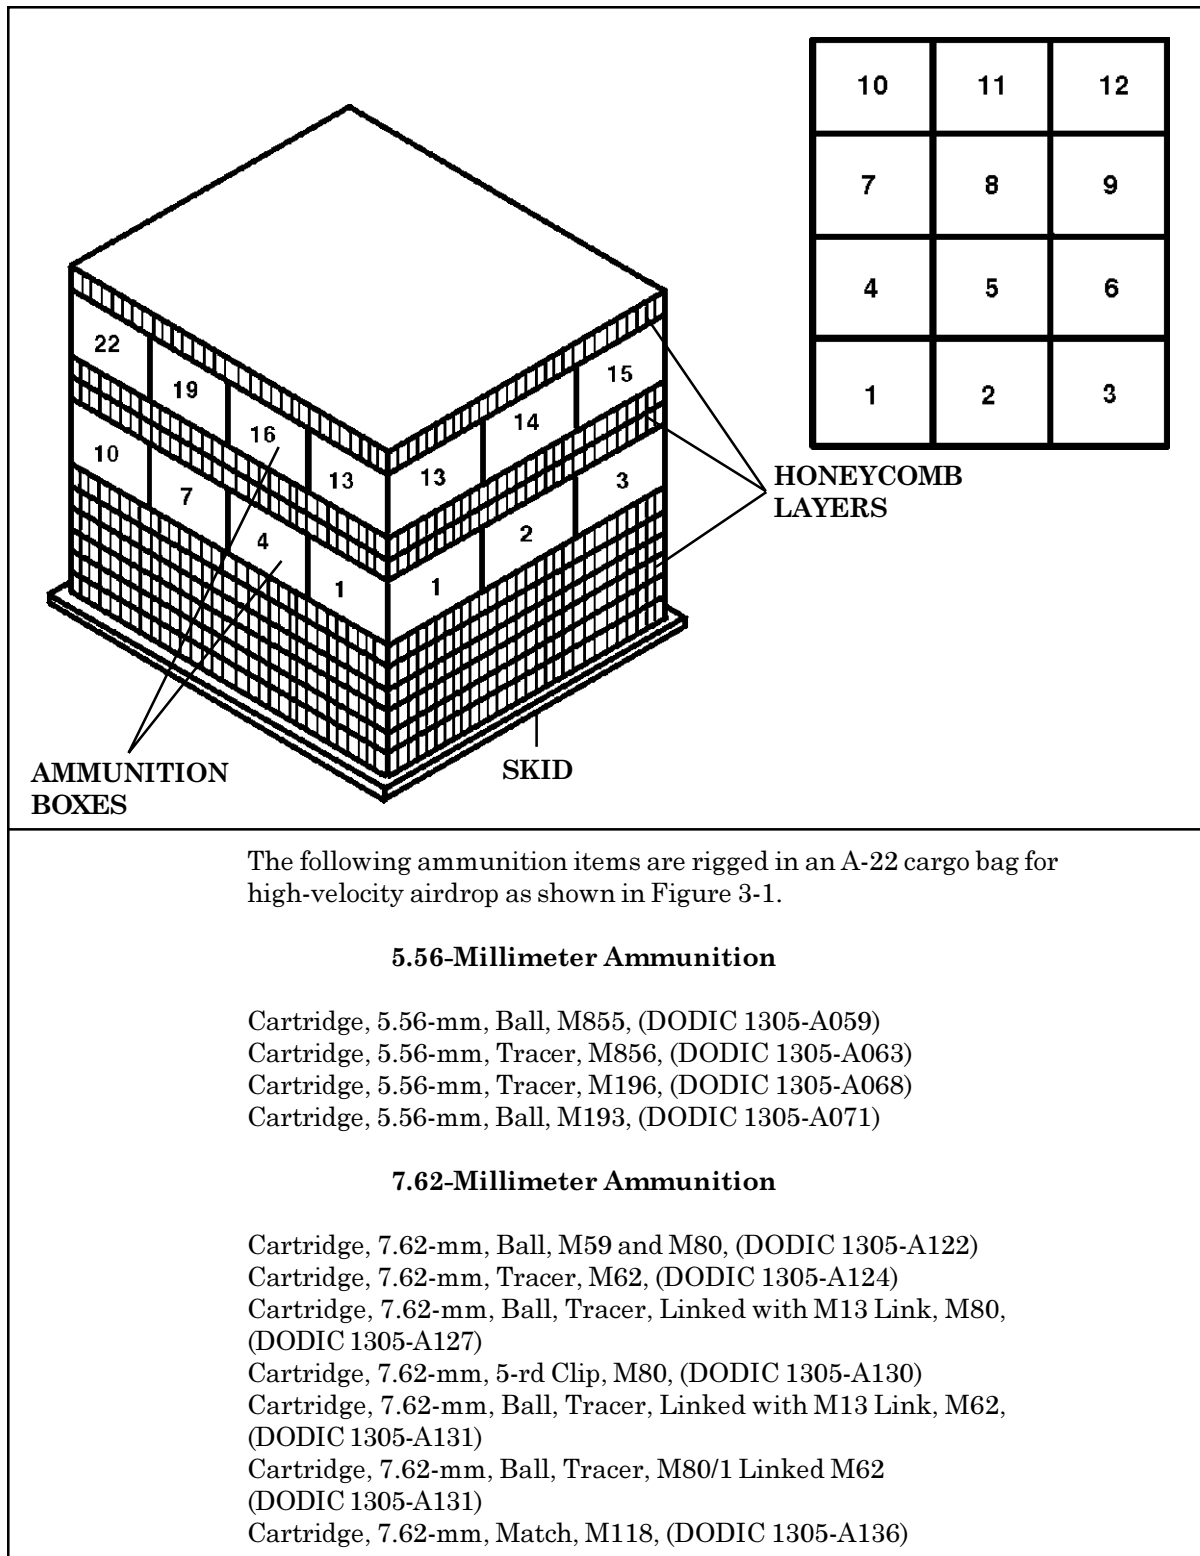 10 11 12
7 8 9
4 5 6
1 2 3
22
19
16
13
13
14
15
10
7
4
1
1
2
3
HONEYCOMB
LAYERS
AMMUNITION
BOXES
SKID
The following ammunition items are rigged in an A-22 cargo bag for
high-velocity airdrop as shown in Figure 3-1.
5.56-Millimeter Ammunition
Cartridge, 5.56-mm, Ball, M855, (DODIC 1305-A059)
Cartridge, 5.56-mm, Tracer, M856, (DODIC 1305-A063)
Cartridge, 5.56-mm, Tracer, M196, (DODIC 1305-A068)
Cartridge, 5.56-mm, Ball, M193, (DODIC 1305-A071)
7.62-Millimeter Ammunition
Cartridge, 7.62-mm, Ball, M59 and M80, (DODIC 1305-A122)
Cartridge, 7.62-mm, Tracer, M62, (DODIC 1305-A124)
Cartridge, 7.62-mm, Ball, Tracer, Linked with M13 Link, M80,
(DODIC 1305-A127)
Cartridge, 7.62-mm, 5-rd Clip, M80, (DODIC 1305-A130)
Cartridge, 7.62-mm, Ball, Tracer, Linked with M13 Link, M62,
(DODIC 1305-A131)
Cartridge, 7.62-mm, Ball, Tracer, M80/1 Linked M62
(DODIC 1305-A131)
Cartridge, 7.62-mm, Match, M118, (DODIC 1305-A136)